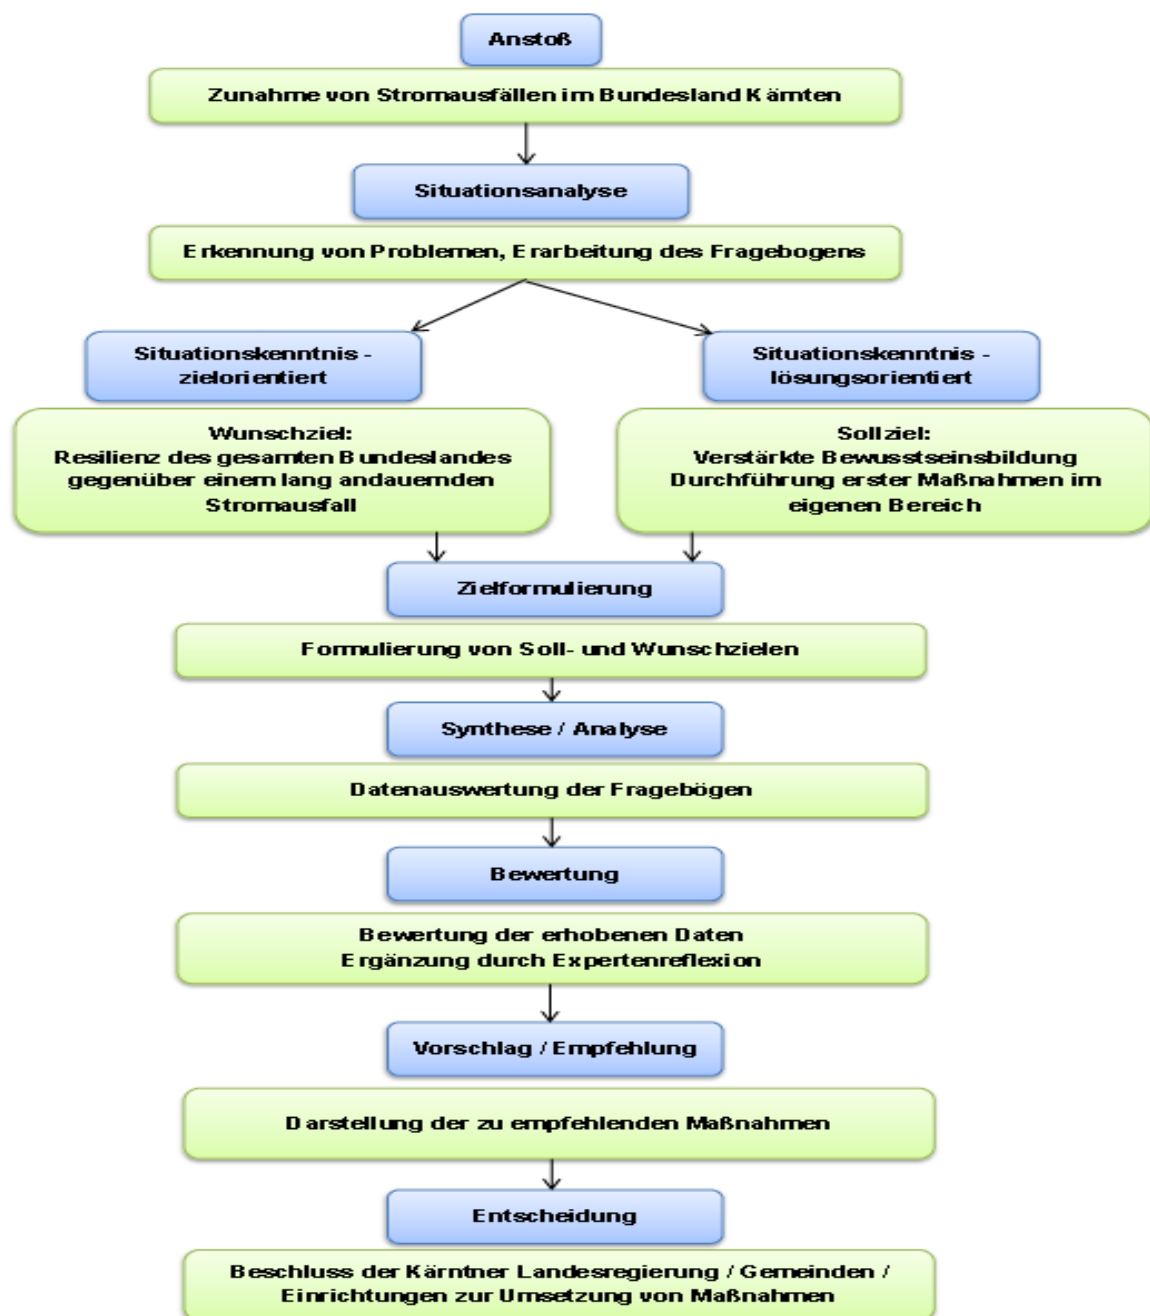 Anstoß
Zunahme von Stromausfällen im Bundesland Kärnten
Situationsanalyse
Erkennung von Problemen, Erarbeitung des Fragebogens
Situationskenntnis -
zielorientiert
Situationskenntnis -
lösungsorientiert
Wunschziel:
Resilienz des gesamten Bundeslandes
gegenüber einem lang andauernden
Stromausfall
Sollziel:
Verstärkte Bewusstseinsbildung
Durchführung erster Maßnahmen im
eigenen Bereich
Zielformulierung
Formulierung von Soll- und Wunschzielen
Synthese / Analyse
Datenauswertung der Fragebögen
Bewertung
Bewertung der erhobenen Daten
Ergänzung durch Expertenreflexion
Vorschlag / Empfehlung
Darstellung der zu empfehlenden Maßnahmen
Entscheidung
Beschluss der Kärntner Landesregierung / Gemeinden /
Einrichtungen zur Umsetzung von Maßnahmen